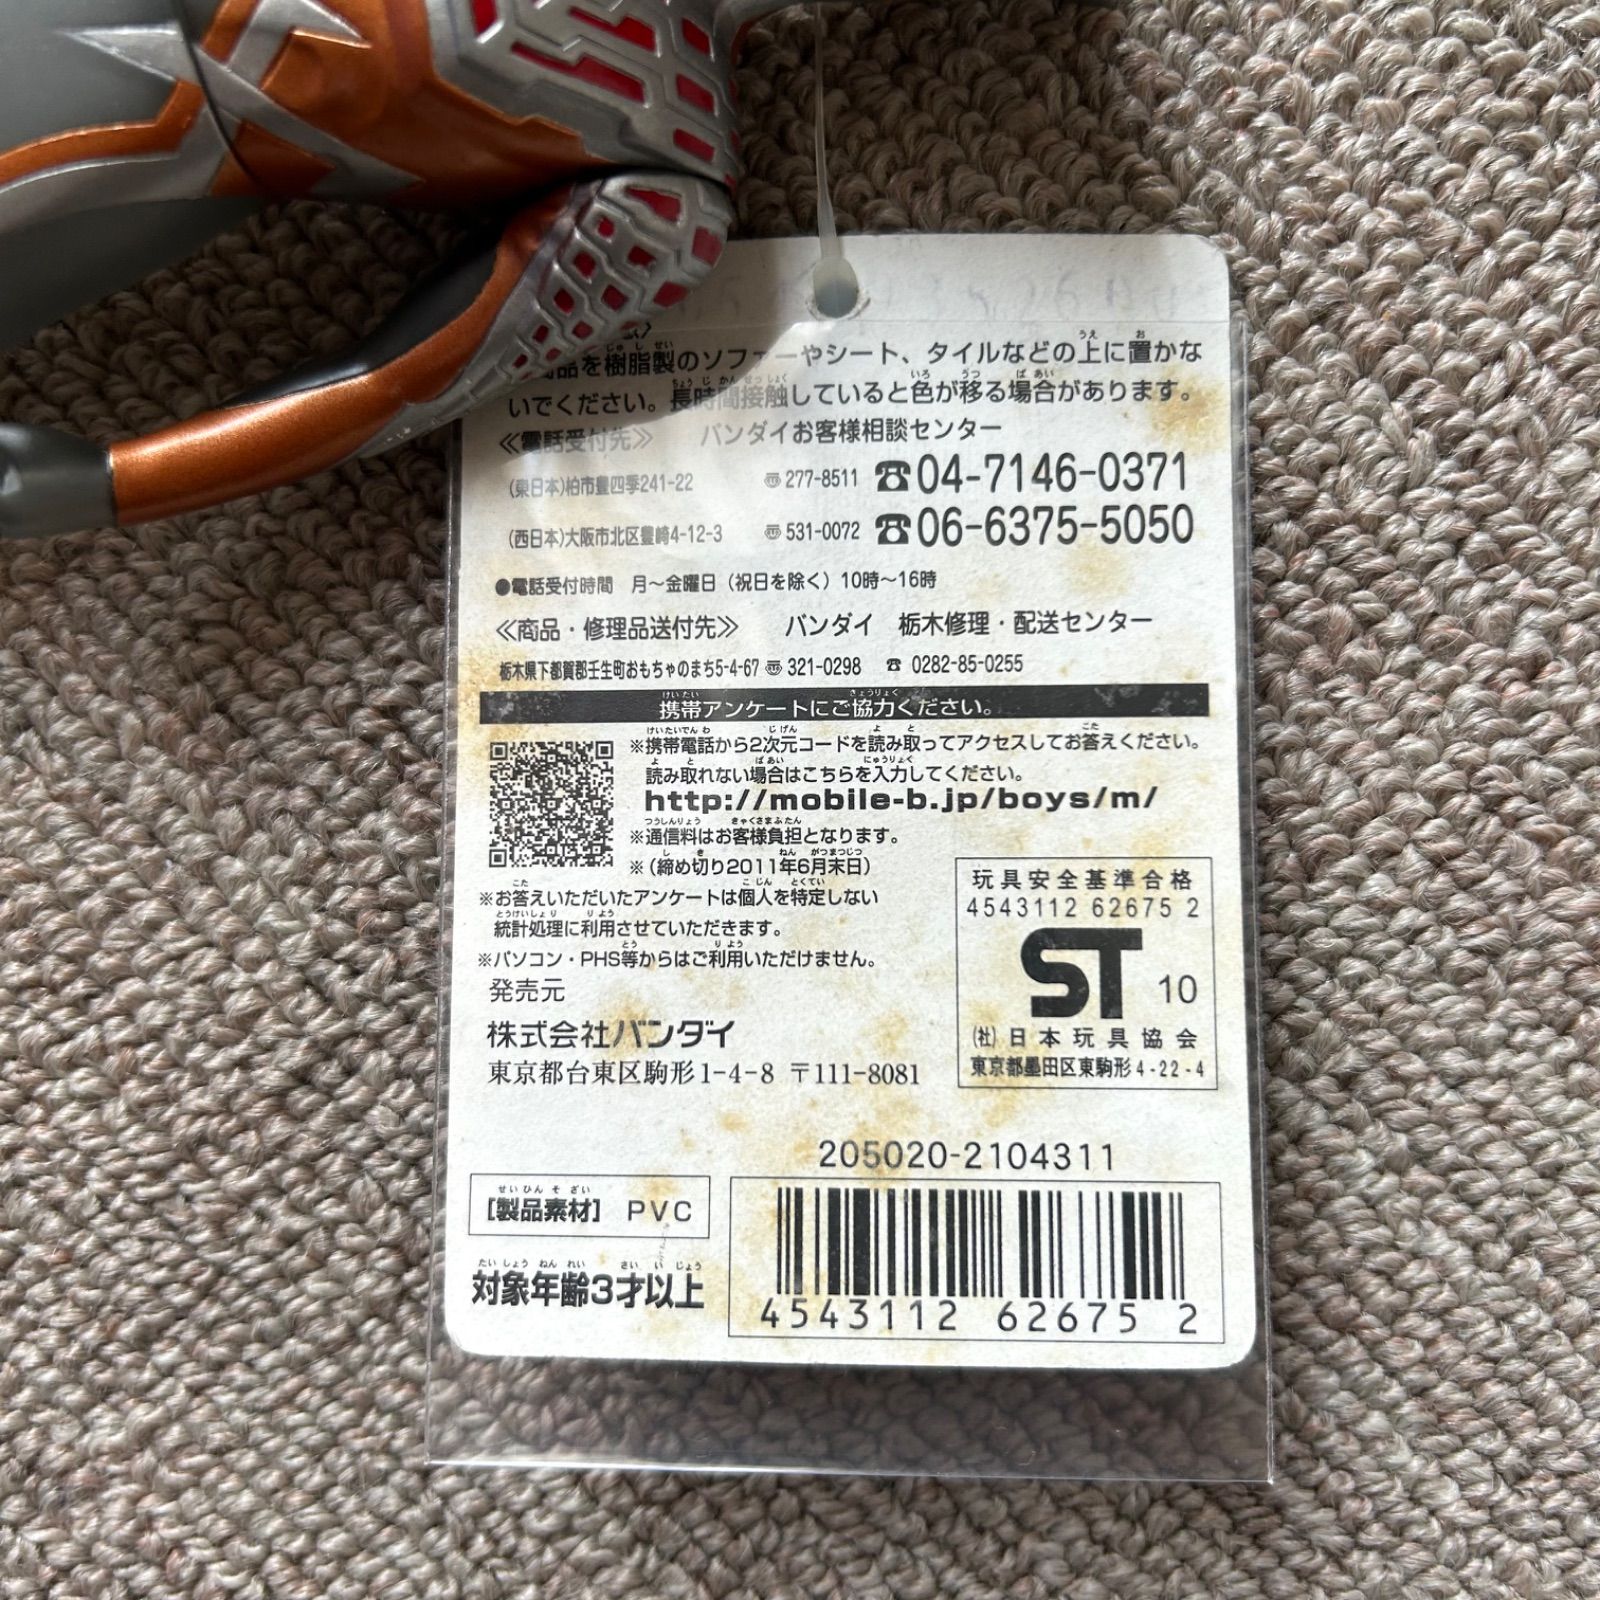 品を樹脂製のソファーやシート、タイルなどの上に置かな
いでください。長時間接触していると色が移る場合があります。
≪電話受付先≫ バンダイお客様相談センター
(東日本)柏市豊四季241-22 〠277-8511 ☎04-7146-0371
(西日本)大阪市北区豊崎4-12-3 〠531-0072 ☎06-6375-5050
●電話受付時間 月～金曜日(祝日を除く)10時～16時
≪商品・修理品送付先≫ バンダイ 栃木修理・配送センター
栃木県下都賀郡壬生町おもちゃのまち5-4-67 〠321-0298 ☎ 0282-85-0255
携帯アンケートにご協力ください。
※携帯電話から2次元コードを読み取ってアクセスしてお答えください。
読み取れない場合はこちらを入力してください。
http://mobile-b.jp/boys/m/
※通信料はお客様負担となります。
※(締め切り2011年6月末日)
※お答えいただいたアンケートは個人を特定しない
統計処理に利用させていただきます。
※パソコン・PHS等からはご利用いただけません。
発売元
株式会社バンダイ
東京都台東区駒形1-4-8 〒111-8081
玩具安全基準合格
4543112 62675 2
ST 10
(社)日本玩具協会
東京都墨田区東駒形4-22-4
205020-2104311
[製品素材] PVC
対象年齢3才以上
4543112 626752